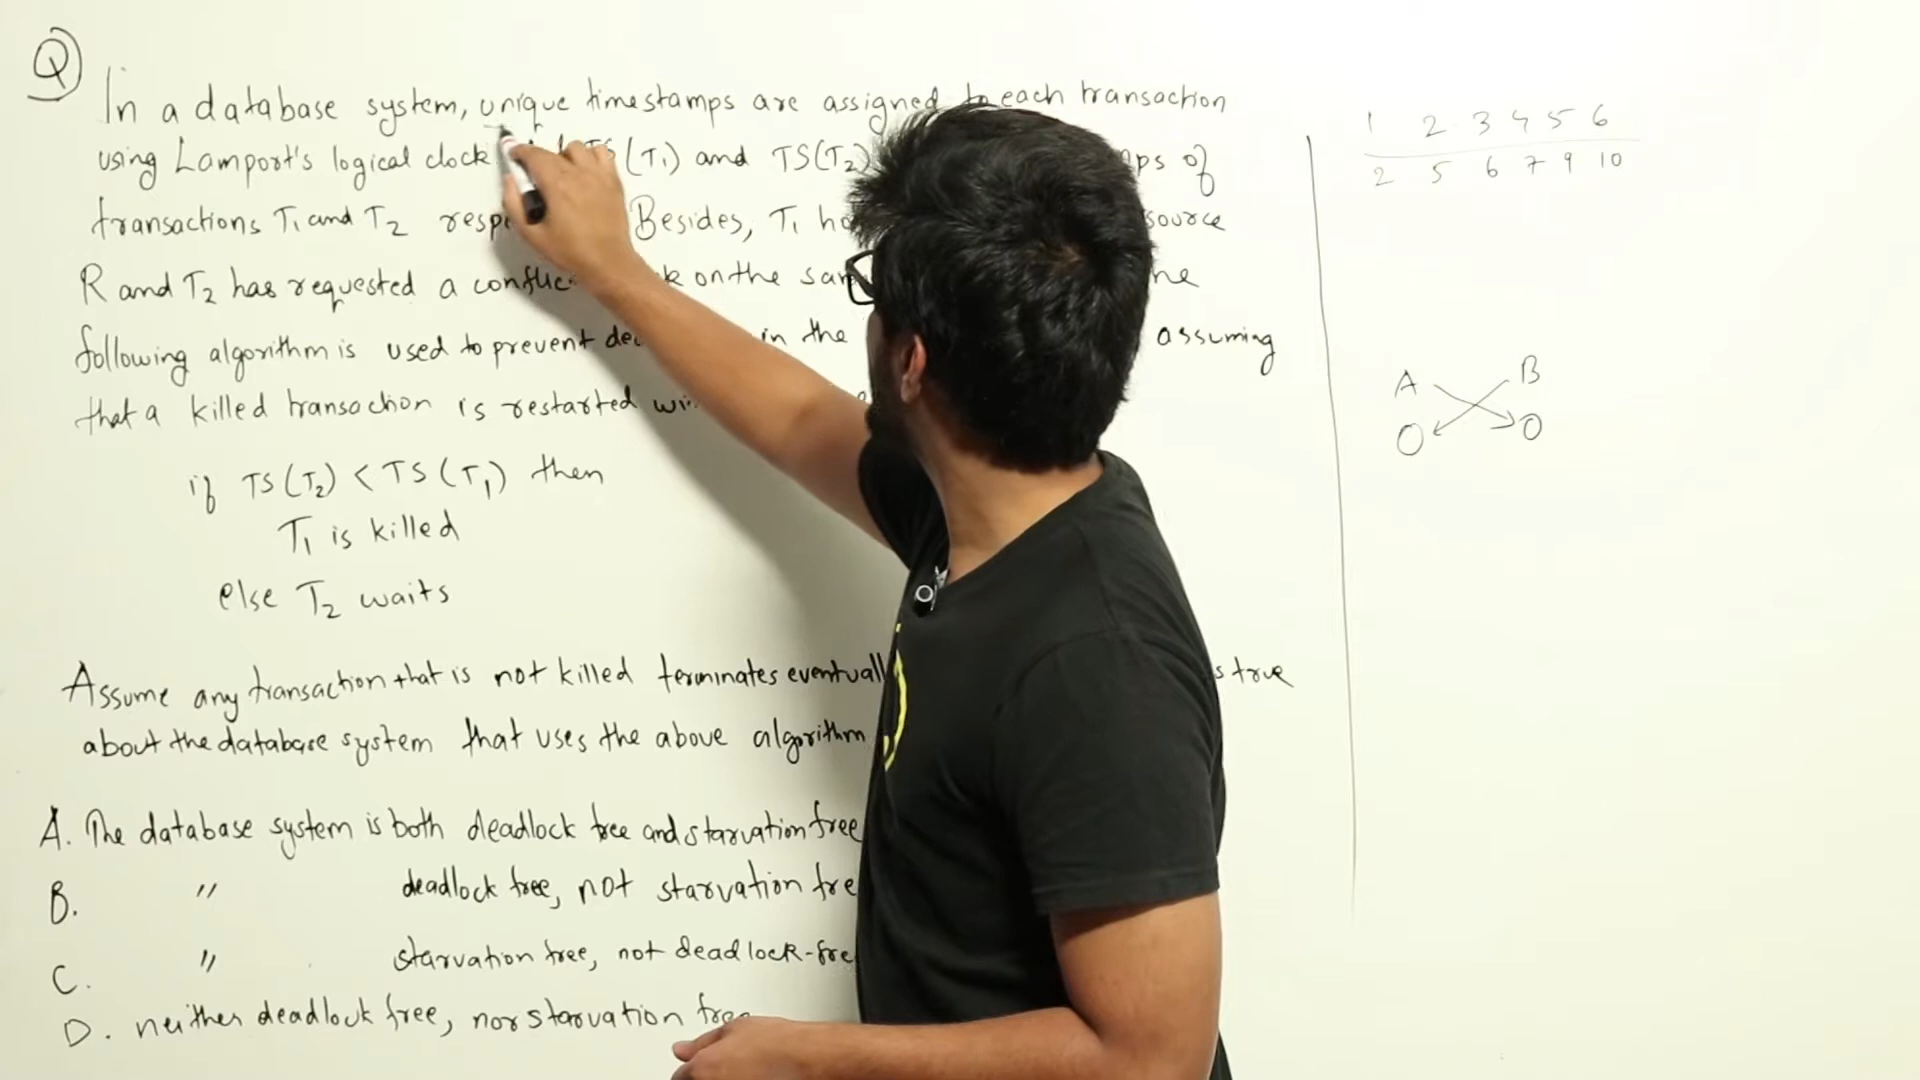 Q
In a database system, unique timestamps are assigned to each transaction
using Lamport's logical clock TS(T1) and TS(T2) ps of
transactions T1 and T2 Besides, T1
R and T2 has requested a on the
following algorithm is used to prevent in the assuming
that a killed transaction is restarted
if TS(T2) < TS(T1) then
T1 is killed
else T2 waits
Assume any transaction that is not killed terminates true
about the database system that uses the above algorithm
A. The database system is both deadlock free and starvation free
B. " deadlock free, not starvation
C. " starvation free, not deadlock-
D. neither deadlock free, nor starvation free
1 2 3 4 5 6
2 5 6 7 9 10
A B
O O